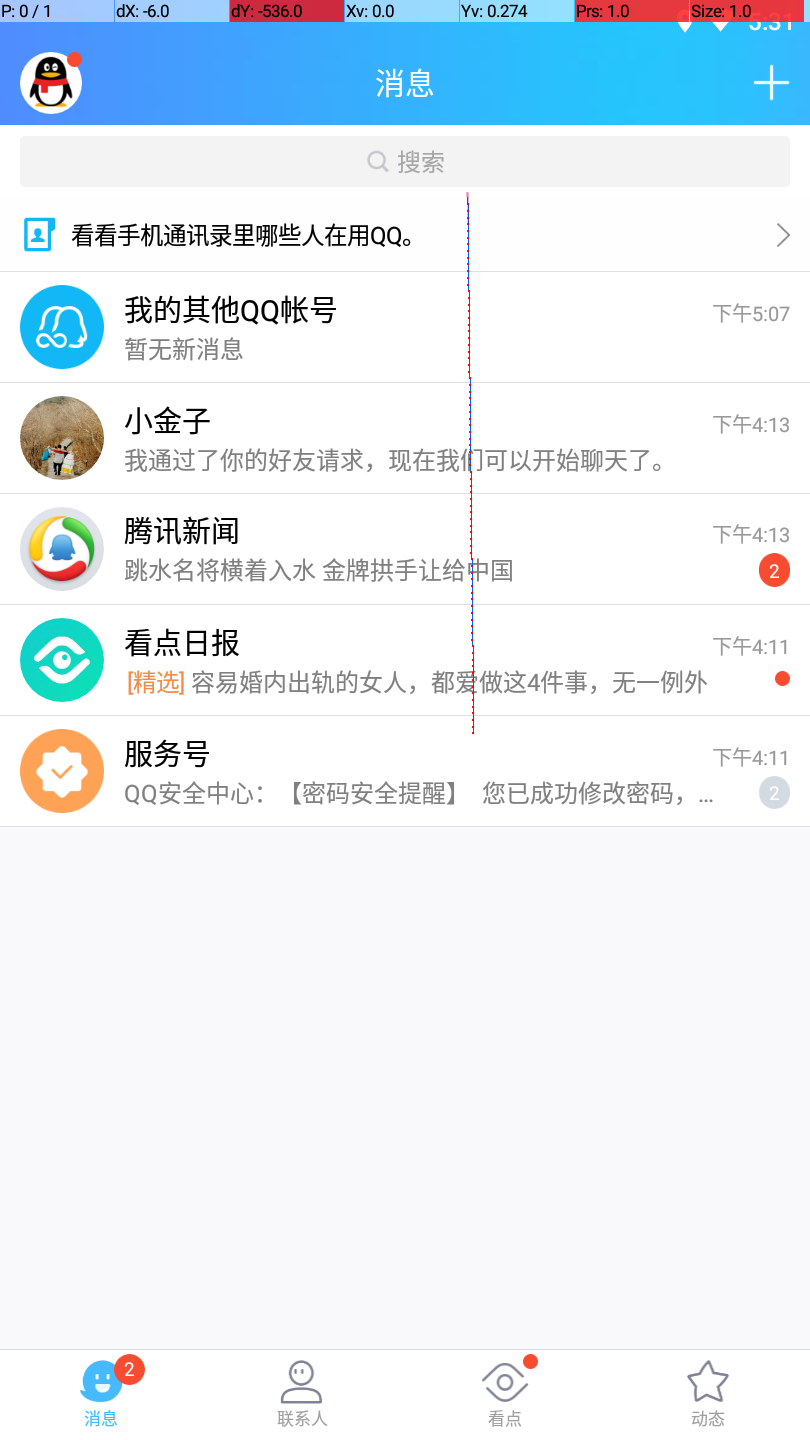 P: 0 / 1 dX: -6.0 dY: -536.0 Xv: 0.0 Yv: 0.274 Prs: 1.0 Size: 1.0
5:31
消息
搜索
看看手机通讯录里哪些人在用QQ。
我的其他QQ帐号 下午5:07
暂无新消息
小金子 下午4:13
我通过了你的好友请求，现在我们可以开始聊天了。
腾讯新闻 下午4:13
跳水名将横着入水 金牌拱手让给中国 2
看点日报 下午4:11
[精选] 容易婚内出轨的女人，都爱做这4件事，无一例外
服务号 下午4:11
QQ安全中心：【密码安全提醒】 您已成功修改密码，... 2
2
消息 联系人 看点 动态